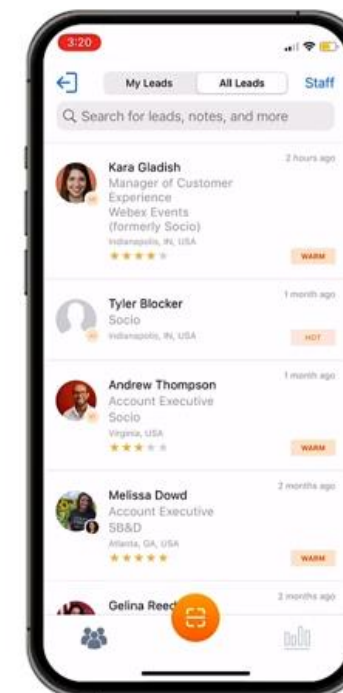 3:20
My Leads All Leads Staff
Search for leads, notes, and more
Kara Gladish 2 hours ago
Manager of Customer
Experience
Webex Events
(formerly Socio)
Indianapolis, IN, USA
WARM
Tyler Blocker 1 month ago
Socio
Indianapolis, IN, USA
HOT
Andrew Thompson 1 month ago
Account Executive
Socio
Virginia, USA
WARM
Melissa Dowd 2 months ago
Account Executive
SB&D
Atlanta, GA, USA
WARM
Gelina Reed 2 months ago